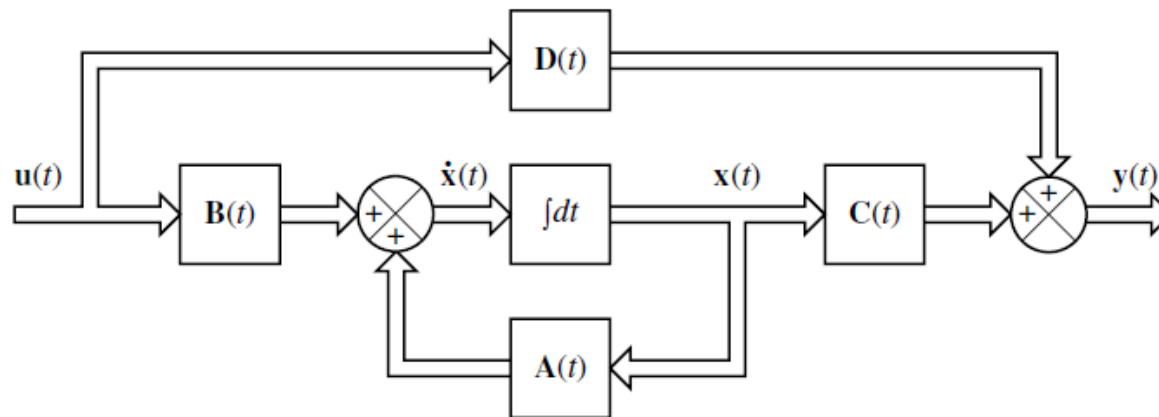 D(t)
u(t)
ẋ(t)
x(t)
y(t)
B(t)
+
+
∫dt
C(t)
+
+
A(t)